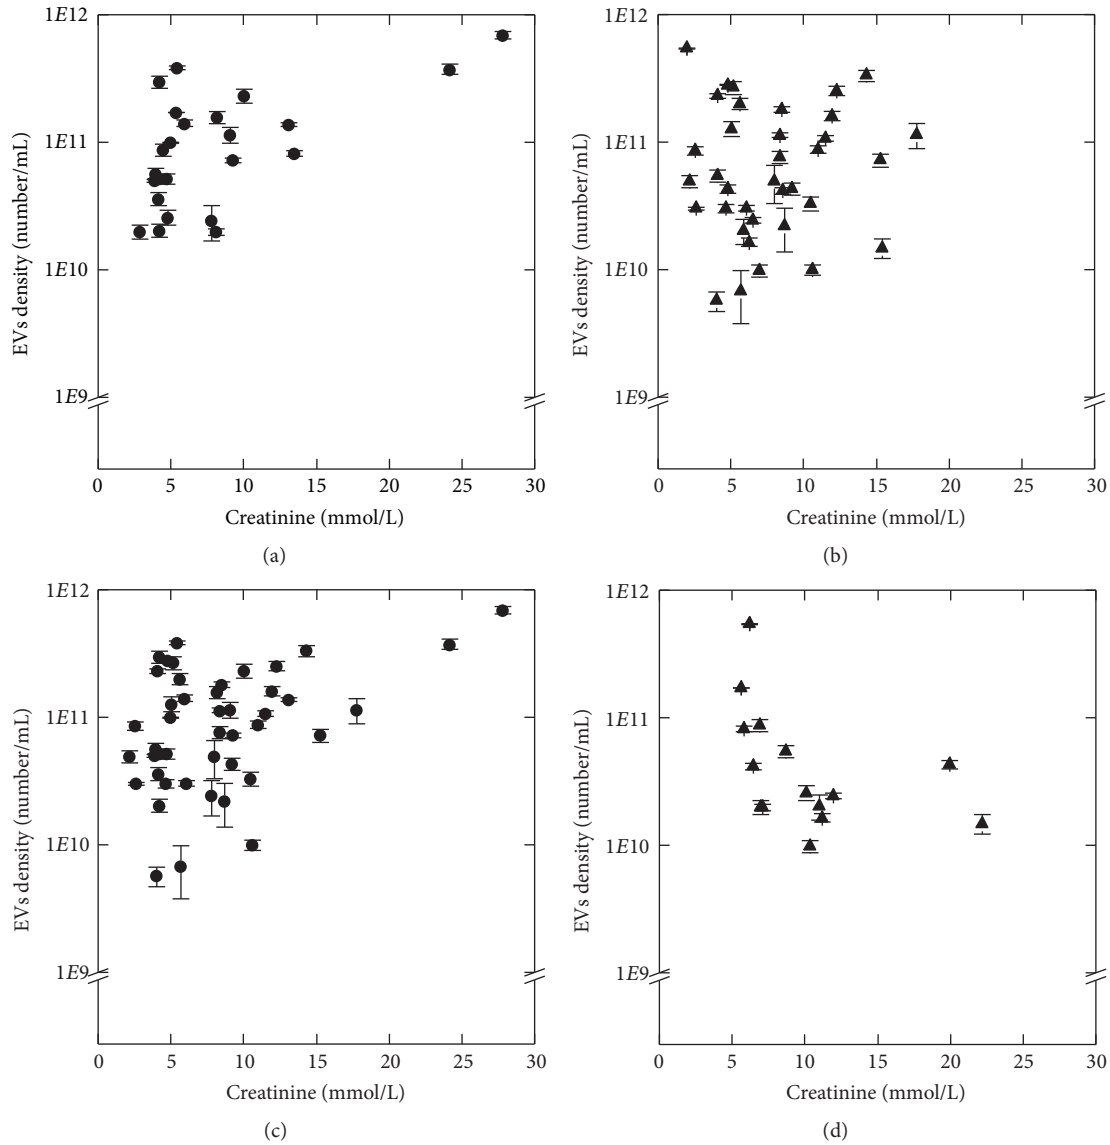 1E12
1E11
1E10
1E9
EVs density (number/mL)
0 5 10 15 20 25 30
Creatinine (mmol/L)
(a)
1E12
1E11
1E10
1E9
EVs density (number/mL)
0 5 10 15 20 25 30
Creatinine (mmol/L)
(b)
1E12
1E11
1E10
1E9
EVs density (number/mL)
0 5 10 15 20 25 30
Creatinine (mmol/L)
(c)
1E12
1E11
1E10
1E9
EVs density (number/mL)
0 5 10 15 20 25 30
Creatinine (mmol/L)
(d)